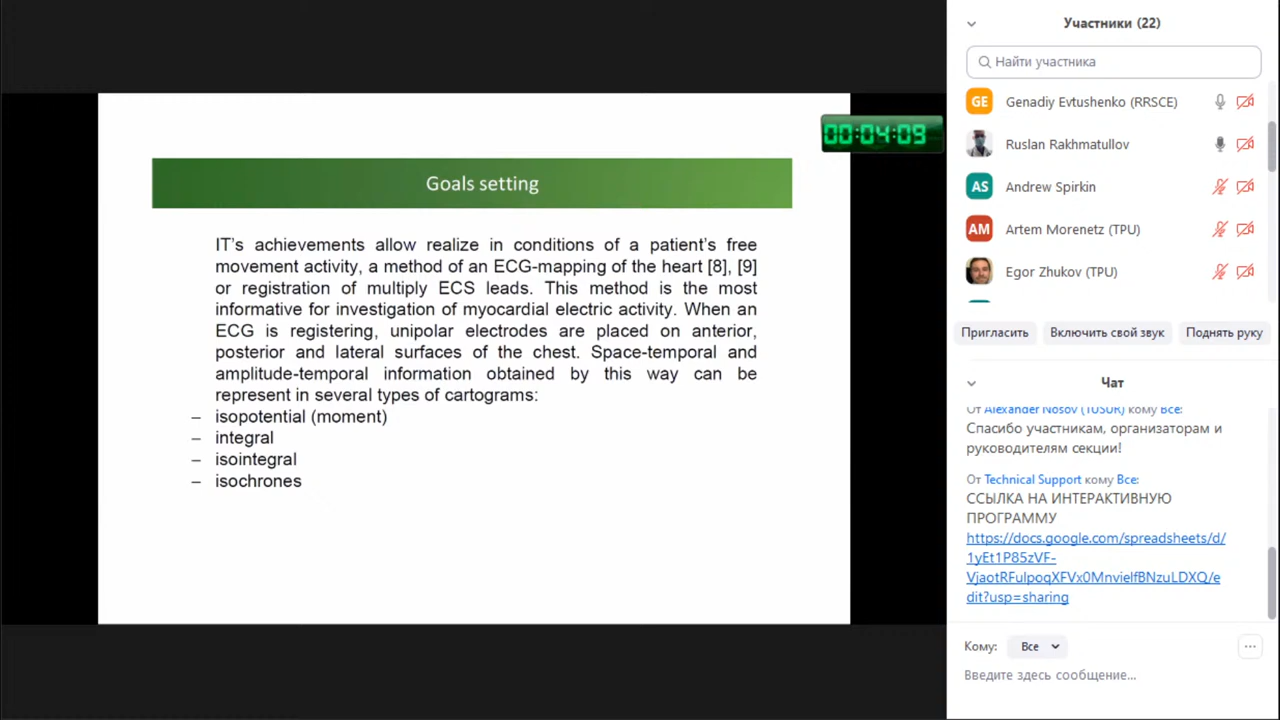 00:04:09
Goals setting
IT’s achievements allow realize in conditions of a patient’s free
movement activity, a method of an ECG-mapping of the heart [8], [9]
or registration of multiply ECS leads. This method is the most
informative for investigation of myocardial electric activity. When an
ECG is registering, unipolar electrodes are placed on anterior,
posterior and lateral surfaces of the chest. Space-temporal and
amplitude-temporal information obtained by this way can be
represent in several types of cartograms:
– isopotential (moment)
– integral
– isointegral
– isochrones
Участники (22)
Найти участника
GE Genadiy Evtushenko (RRSCE)
Ruslan Rakhmatullov
AS Andrew Spirkin
AM Artem Morenetz (TPU)
Egor Zhukov (TPU)
Пригласить Включить свой звук Поднять руку
Чат
От Alexander Nosov (TUSUR) кому Все:
Спасибо участникам, организаторам и
руководителям секции!
От Technical Support кому Все:
ССЫЛКА НА ИНТЕРАКТИВНУЮ
ПРОГРАММУ
https://docs.google.com/spreadsheets/d/
1yEt1P85zVF-
VjaotRFulpoqXFVx0MnvielfBNzuLDXQ/e
dit?usp=sharing
Кому: Все
Введите здесь сообщение...